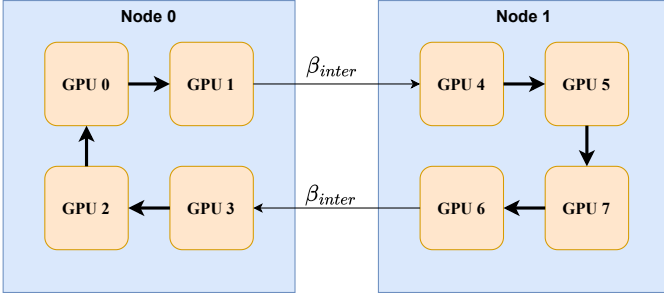 Node 0
Node 1
GPU 0
GPU 1
β_inter
GPU 4
GPU 5
GPU 2
GPU 3
β_inter
GPU 6
GPU 7